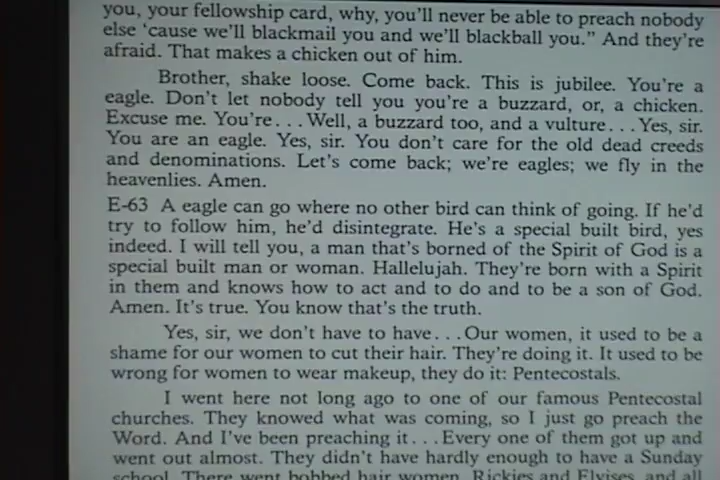 you, your fellowship card, why, you'll never be able to preach nobody
else 'cause we'll blackmail you and we'll blackball you." And they're
afraid. That makes a chicken out of him.
Brother, shake loose. Come back. This is jubilee. You're a
eagle. Don't let nobody tell you you're a buzzard, or, a chicken.
Excuse me. You're. . . Well, a buzzard too, and a vulture. . . Yes, sir.
You are an eagle. Yes, sir. You don't care for the old dead creeds
and denominations. Let's come back; we're eagles; we fly in the
heavenlies. Amen.
E-63 A eagle can go where no other bird can think of going. If he'd
try to follow him, he'd disintegrate. He's a special built bird, yes
indeed. I will tell you, a man that's borned of the Spirit of God is a
special built man or woman. Hallelujah. They're born with a Spirit
in them and knows how to act and to do and to be a son of God.
Amen. It's true. You know that's the truth.
Yes, sir, we don't have to have. . . Our women, it used to be a
shame for our women to cut their hair. They're doing it. It used to be
wrong for women to wear makeup, they do it: Pentecostals.
I went here not long ago to one of our famous Pentecostal
churches. They knowed what was coming, so I just go preach the
Word. And I've been preaching it. . . Every one of them got up and
went out almost. They didn't have hardly enough to have a Sunday
school. There went bobbed hair women, Rickies and Elvises, and all